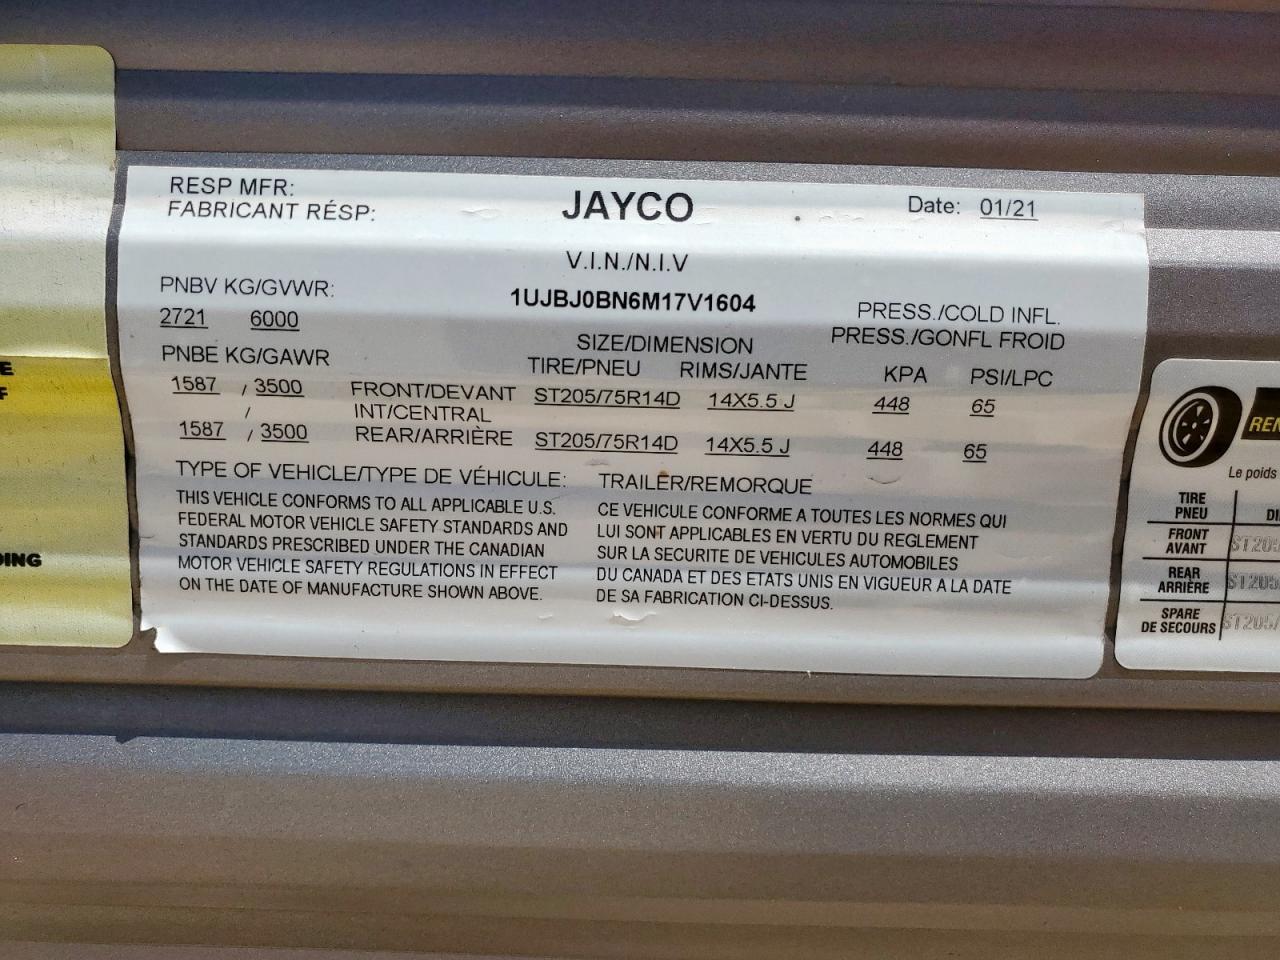 RESP MFR:
FABRICANT RÉSP:
JAYCO
Date: 01/21
V.I.N./N.I.V
1UJBJ0BN6M17V1604
PNBV KG/GVWR:
2721 6000
PRESS./COLD INFL.
PRESS./GONFL FROID
SIZE/DIMENSION
PNBE KG/GAWR
TIRE/PNEU RIMS/JANTE KPA PSI/LPC
1587 / 3500 FRONT/DEVANT ST205/75R14D 14X5.5 J 448 65
/ INT/CENTRAL
1587 / 3500 REAR/ARRIÈRE ST205/75R14D 14X5.5 J 448 65
TYPE OF VEHICLE/TYPE DE VÉHICULE: TRAILER/REMORQUE
THIS VEHICLE CONFORMS TO ALL APPLICABLE U.S.
FEDERAL MOTOR VEHICLE SAFETY STANDARDS AND
STANDARDS PRESCRIBED UNDER THE CANADIAN
MOTOR VEHICLE SAFETY REGULATIONS IN EFFECT
ON THE DATE OF MANUFACTURE SHOWN ABOVE.
CE VEHICULE CONFORME A TOUTES LES NORMES QUI
LUI SONT APPLICABLES EN VERTU DU REGLEMENT
SUR LA SECURITE DE VEHICULES AUTOMOBILES
DU CANADA ET DES ETATS UNIS EN VIGUEUR A LA DATE
DE SA FABRICATION CI-DESSUS.
Le poids
TIRE
PNEU
FRONT
AVANT
REAR
ARRIÈRE
SPARE
DE SECOURS